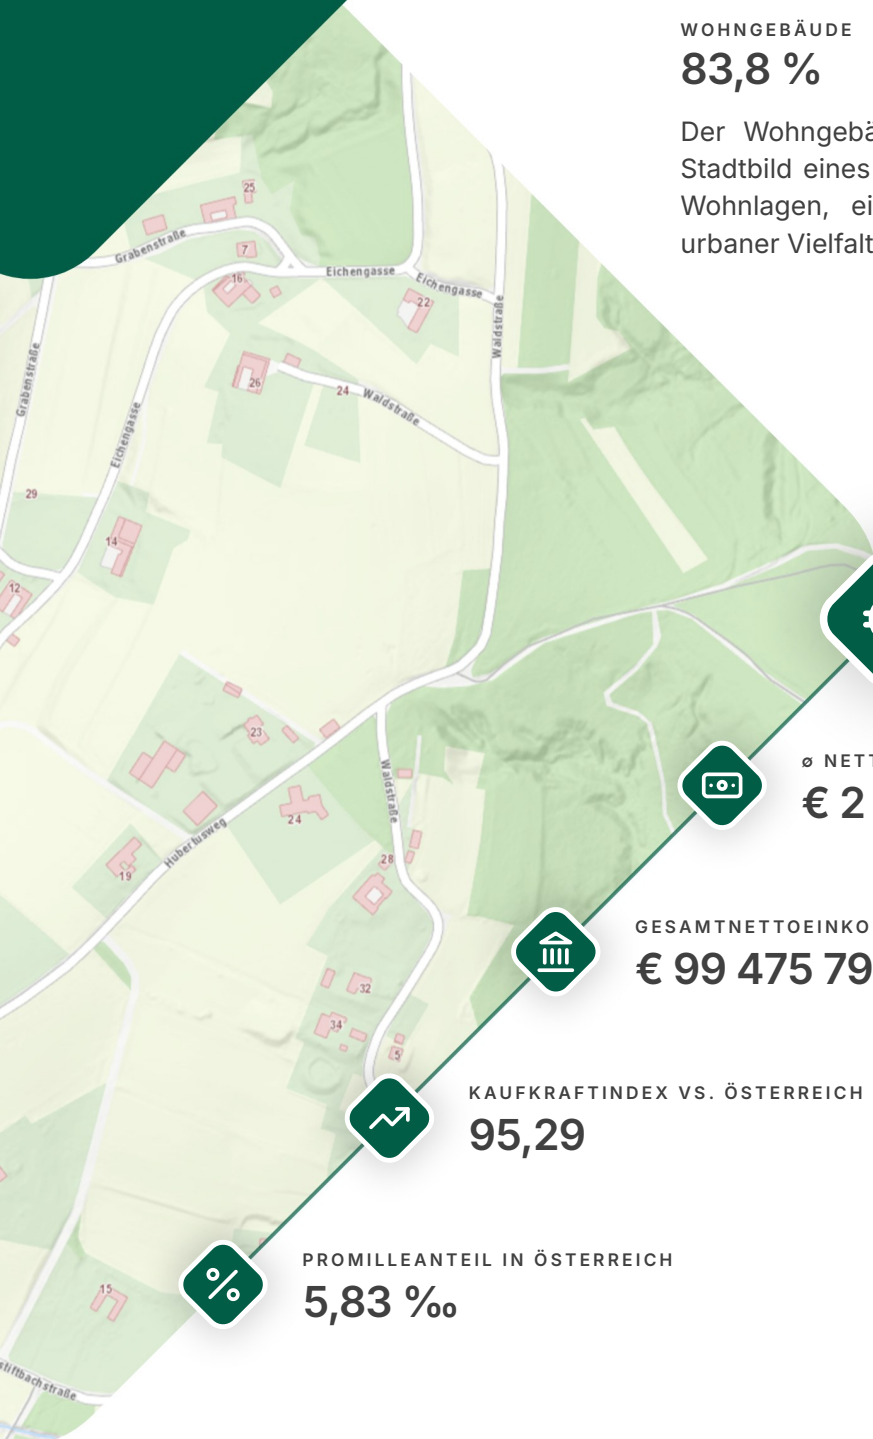 WOHNGEBÄUDE
83,8 %
Der Wohngebä
Stadtbild eines
Wohnlagen, ei
urbaner Vielfalt
25
Grabenstraße
7
Eichengasse
Eichengasse
16
22
Waldstraße
Grabenstraße
26
24
Waldstraße
Eichengasse
29
14
12
23
Waldstraße
24
Hubertusweg
28
19
32
34
5
15
stiftbachstraße
ø NETT
€ 2
GESAMTNETTOEINKO
€ 99 475 79
KAUFKRAFTINDEX VS. ÖSTERREICH
95,29
PROMILLEANTEIL IN ÖSTERREICH
5,83 ‰